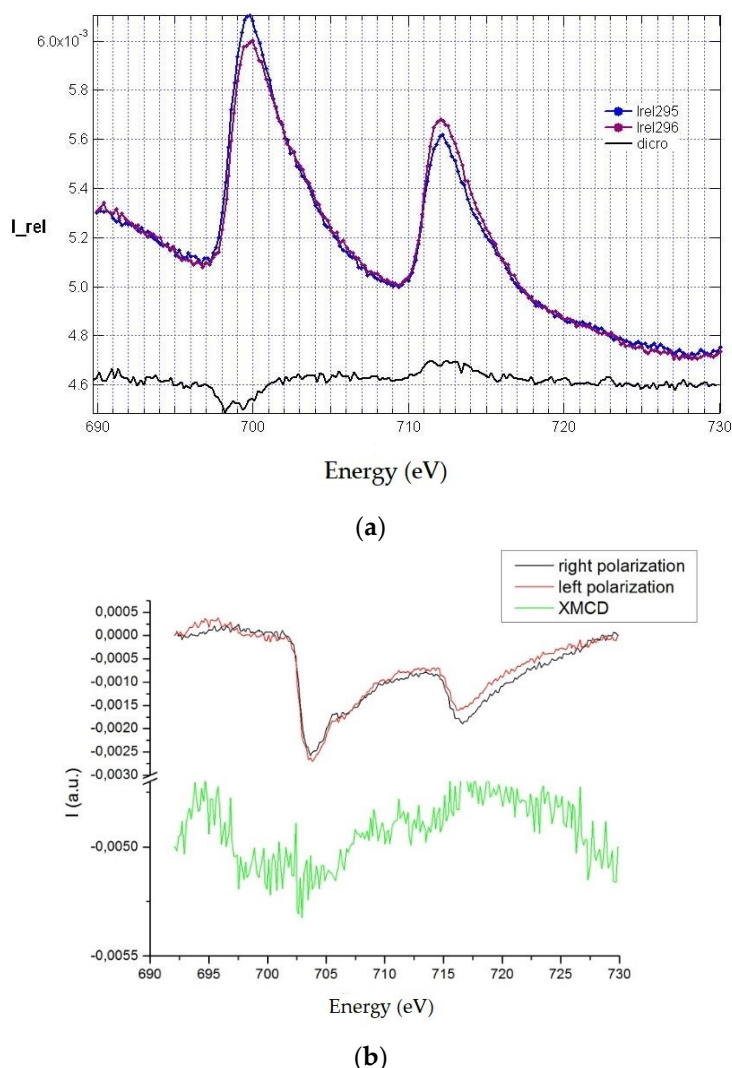 6.0x10⁻³
5.8
5.6
5.4
5.2
5.0
4.8
4.6
I_rel
Irel295
Irel296
dicro
690 700 710 720 730
Energy (eV)
(a)
right polarization
left polarization
XMCD
0,0005
0,0000
-0,0005
-0,0010
-0,0015
-0,0020
-0,0025
-0,0030
-0,0050
-0,0055
I (a.u.)
690 695 700 705 710 715 720 725 730
Energy (eV)
(b)